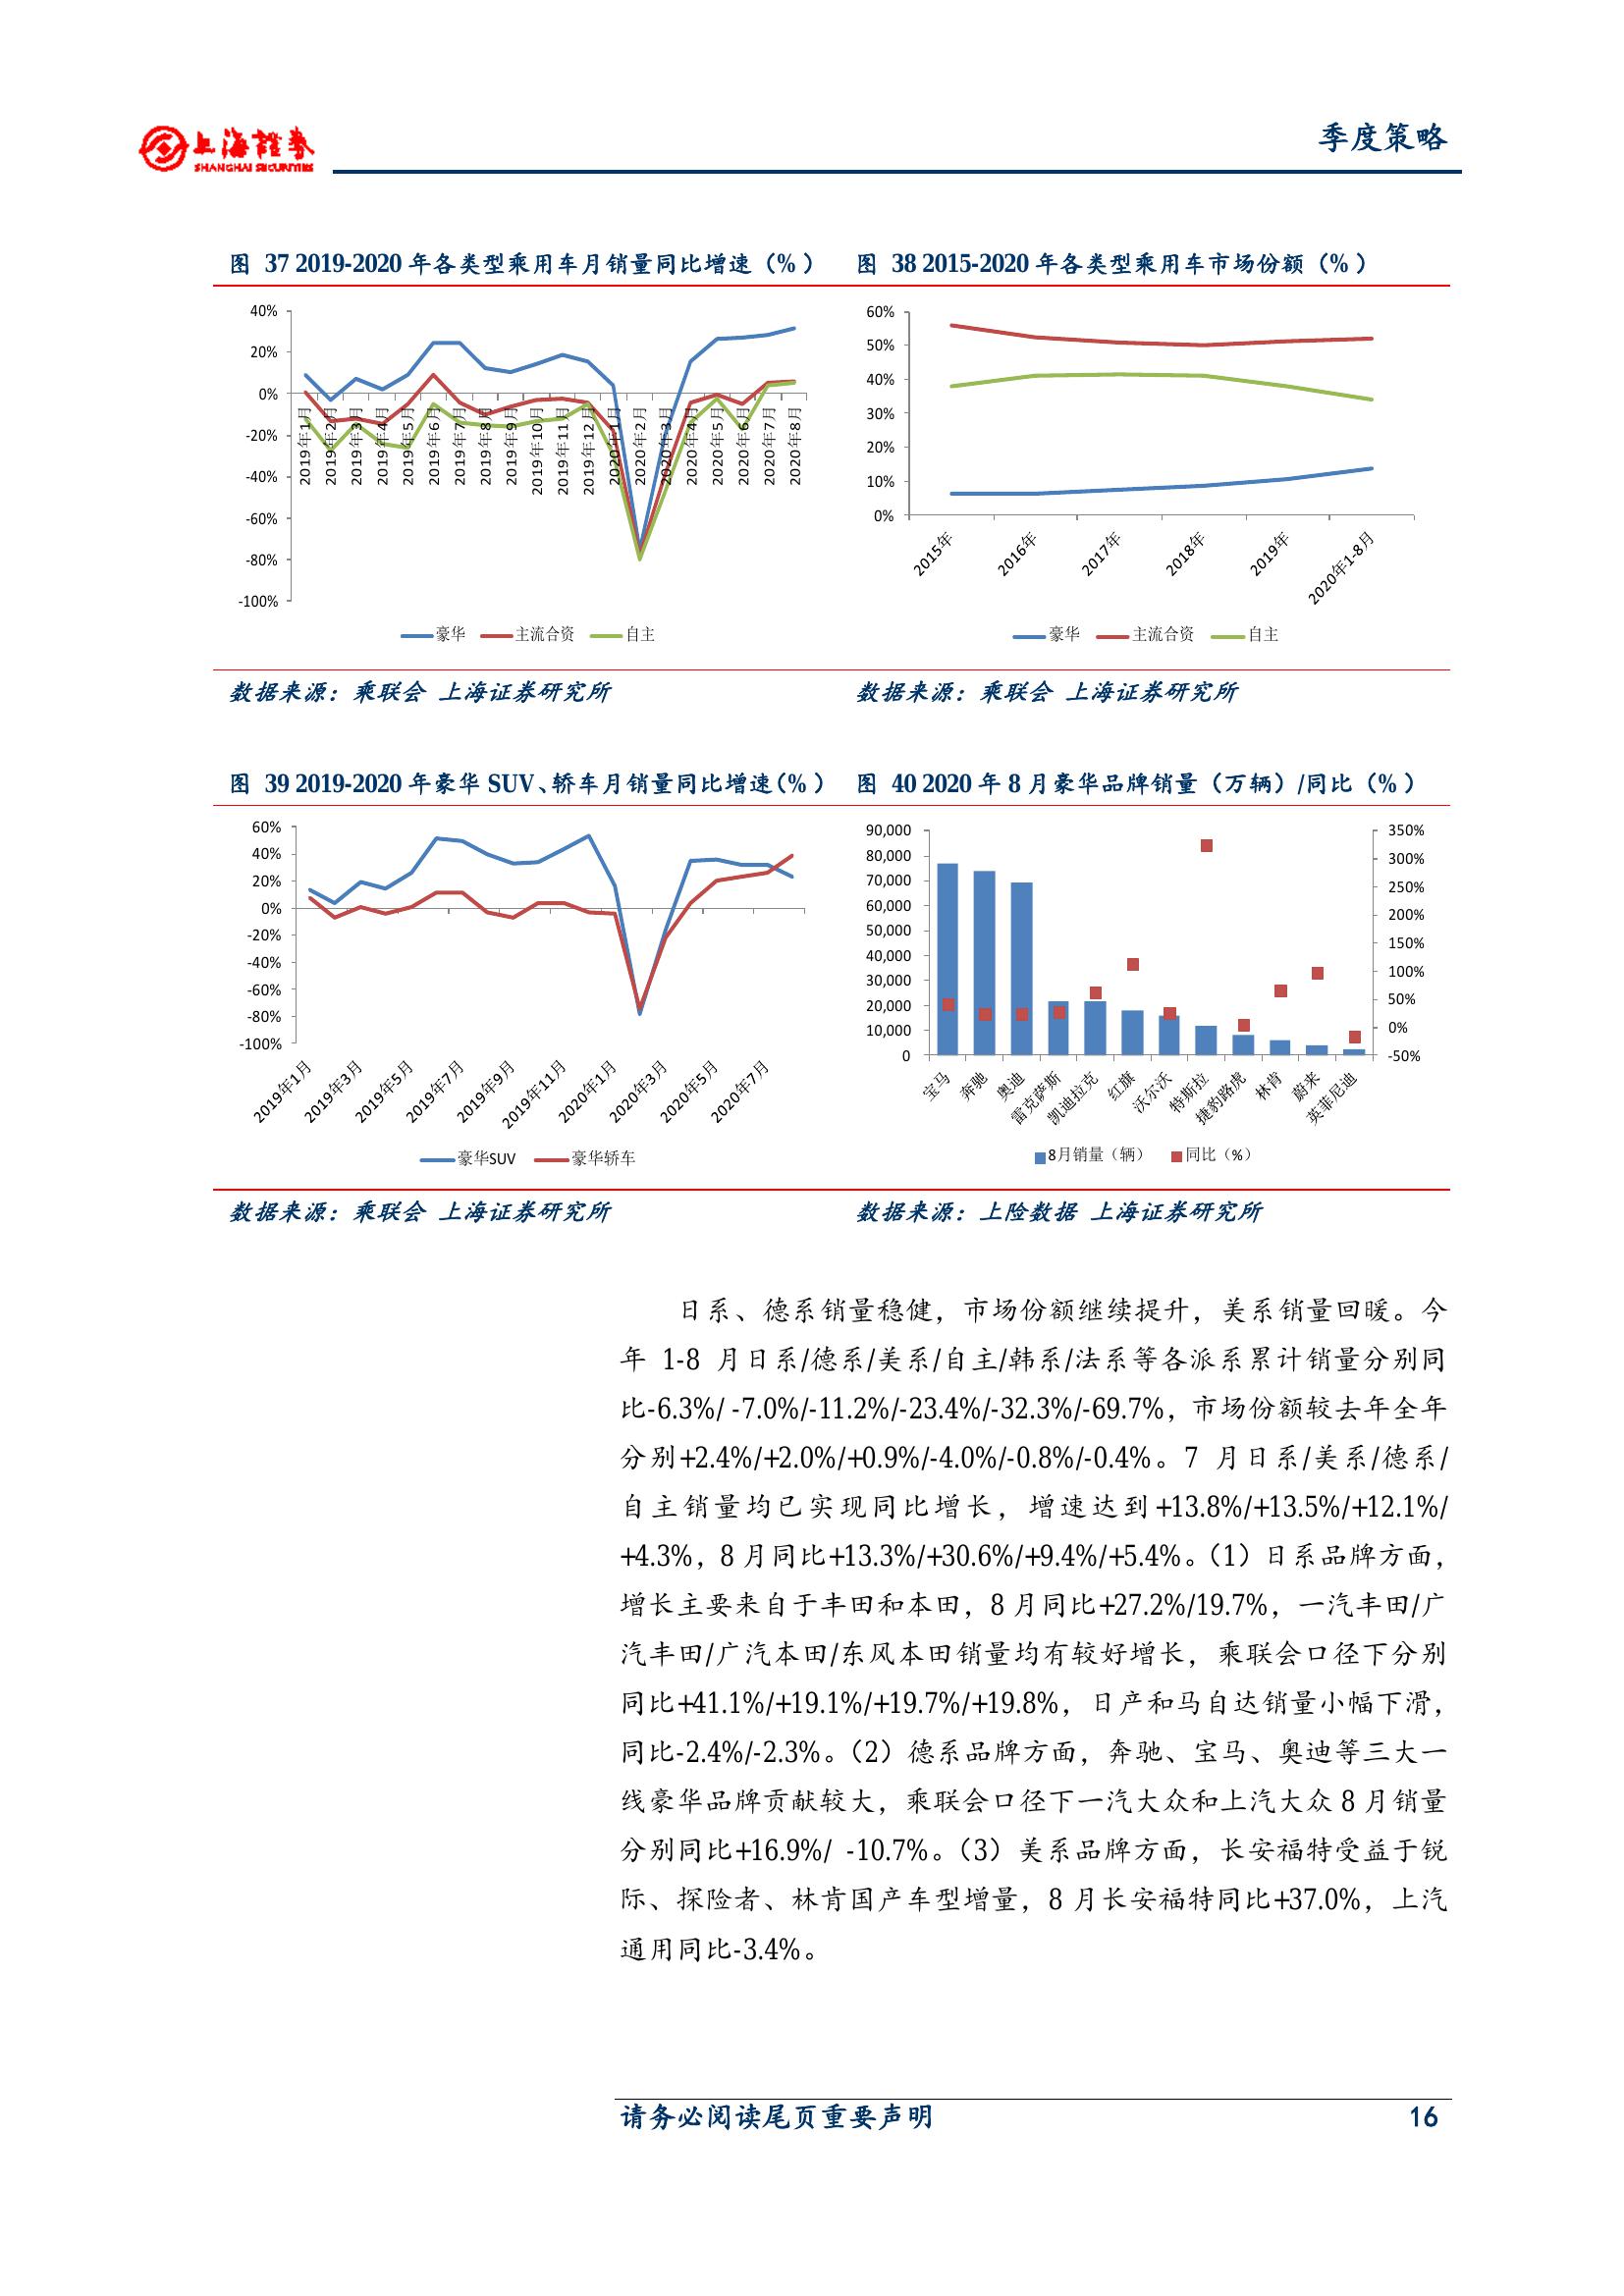 上海證券
SHANGHAI SECURITIES
季度策略
图 37 2019-2020 年各类型乘用车月销量同比增速（%）
40%
20%
0%
-20%
-40%
-60%
-80%
-100%
2019年1月
2019年2月
2019年3月
2019年4月
2019年5月
2019年6月
2019年7月
2019年8月
2019年9月
2019年10月
2019年11月
2019年12月
2020年1月
2020年2月
2020年3月
2020年4月
2020年5月
2020年6月
2020年7月
2020年8月
豪华 主流合资 自主
数据来源：乘联会 上海证券研究所
图 38 2015-2020 年各类型乘用车市场份额（%）
60%
50%
40%
30%
20%
10%
0%
2015年
2016年
2017年
2018年
2019年
2020年1-8月
豪华 主流合资 自主
数据来源：乘联会 上海证券研究所
图 39 2019-2020 年豪华 SUV、轿车月销量同比增速（%）
60%
40%
20%
0%
-20%
-40%
-60%
-80%
-100%
2019年1月
2019年3月
2019年5月
2019年7月
2019年9月
2019年11月
2020年1月
2020年3月
2020年5月
2020年7月
豪华SUV 豪华轿车
数据来源：乘联会 上海证券研究所
图 40 2020 年 8 月豪华品牌销量（万辆）/同比（%）
90,000
80,000
70,000
60,000
50,000
40,000
30,000
20,000
10,000
0
350%
300%
250%
200%
150%
100%
50%
0%
-50%
宝马
奔驰
奥迪
雷克萨斯
凯迪拉克
红旗
沃尔沃
特斯拉
捷豹路虎
林肯
蔚来
英菲尼迪
8月销量（辆） 同比（%）
数据来源：上险数据 上海证券研究所
日系、德系销量稳健，市场份额继续提升，美系销量回暖。今
年 1-8 月日系/德系/美系/自主/韩系/法系等各派系累计销量分别同
比-6.3%/ -7.0%/-11.2%/-23.4%/-32.3%/-69.7%，市场份额较去年全年
分别+2.4%/+2.0%/+0.9%/-4.0%/-0.8%/-0.4%。7 月日系/美系/德系/
自主销量均已实现同比增长，增速达到+13.8%/+13.5%/+12.1%/
+4.3%，8 月同比+13.3%/+30.6%/+9.4%/+5.4%。（1）日系品牌方面，
增长主要来自于丰田和本田，8 月同比+27.2%/19.7%，一汽丰田/广
汽丰田/广汽本田/东风本田销量均有较好增长，乘联会口径下分别
同比+41.1%/+19.1%/+19.7%/+19.8%，日产和马自达销量小幅下滑，
同比-2.4%/-2.3%。（2）德系品牌方面，奔驰、宝马、奥迪等三大一
线豪华品牌贡献较大，乘联会口径下一汽大众和上汽大众 8 月销量
分别同比+16.9%/ -10.7%。（3）美系品牌方面，长安福特受益于锐
际、探险者、林肯国产车型增量，8 月长安福特同比+37.0%，上汽
通用同比-3.4%。
请务必阅读尾页重要声明
16